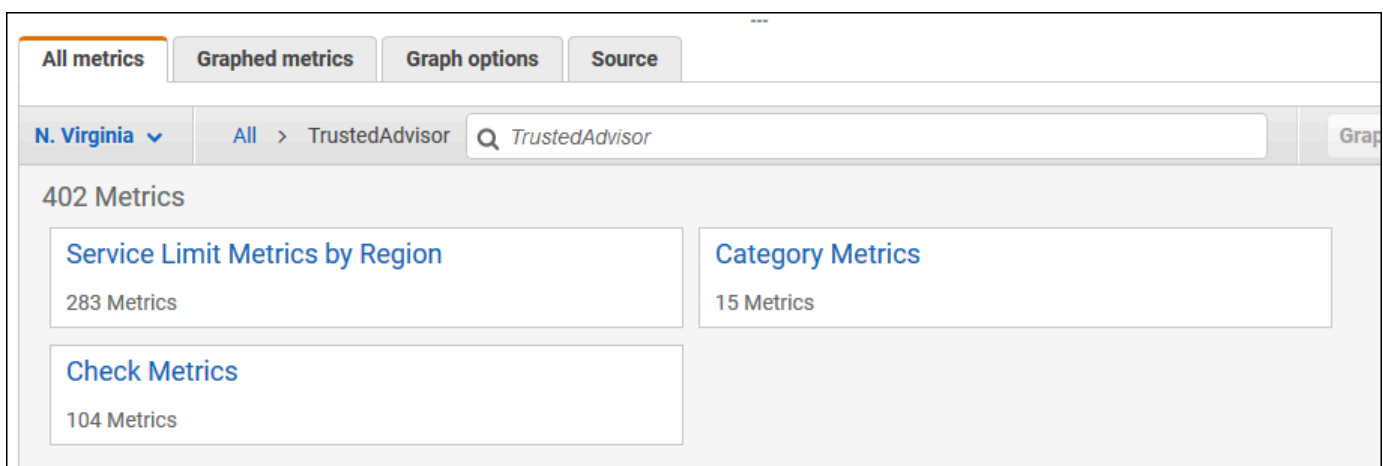 All metrics Graphed metrics Graph options Source
N. Virginia All > TrustedAdvisor TrustedAdvisor Grap
402 Metrics
Service Limit Metrics by Region
283 Metrics
Category Metrics
15 Metrics
Check Metrics
104 Metrics